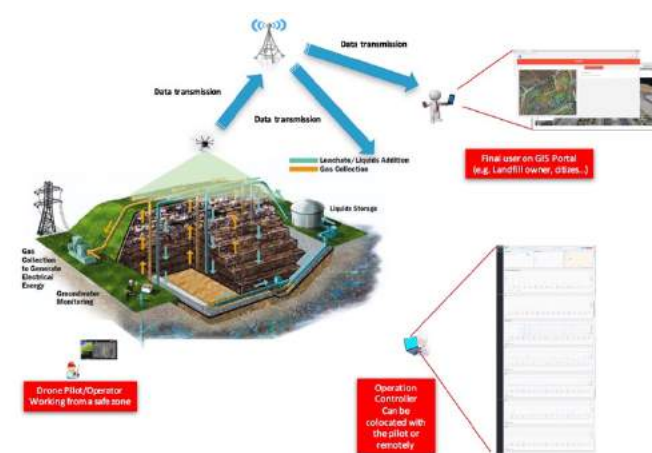 Data transmission
Data transmission
Data transmission
Leachate/Liquids Addition
Gas Collection
Liquids Storage
Gas
Collection
to Generate
Electrical
Energy
Groundwater
Monitoring
Final user on GIS Portal
(e.g. Landfill owner, citizes...)
Drone Pilot/Operator
Working from a safe zone
Operation
Controller
Can be
colocated with
the pilot or
remotely